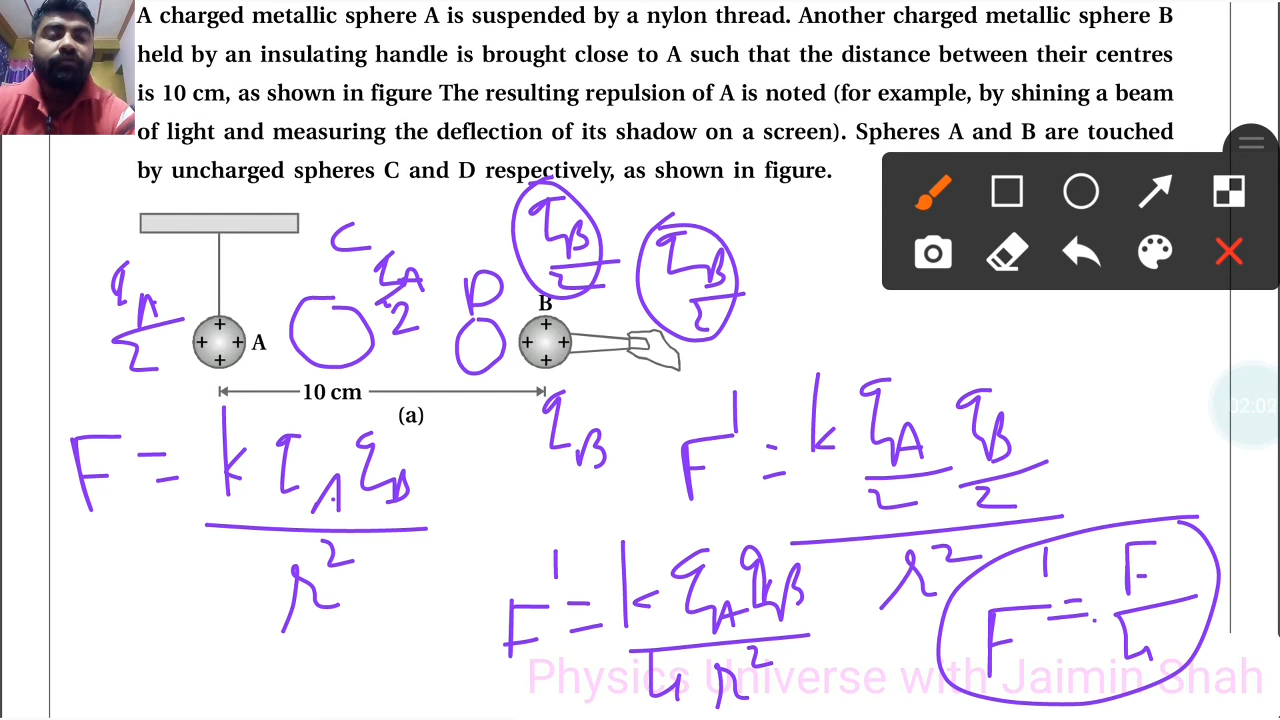 A charged metallic sphere A is suspended by a nylon thread. Another charged metallic sphere B
held by an insulating handle is brought close to A such that the distance between their centres
is 10 cm, as shown in figure The resulting repulsion of A is noted (for example, by shining a beam
of light and measuring the deflection of its shadow on a screen). Spheres A and B are touched
by uncharged spheres C and D respectively, as shown in figure.
C
qA/2
qA/2
D
qB/2
qB/2
B
+ + + +
A
+ + + +
10 cm
(a)
qB
F = k qA qB / r²
F' = k qA/2 qB/2 / r²
F' = k qA qB / 4 r²
F' = F/4
02:02
Physics Universe with Jaimin Shah